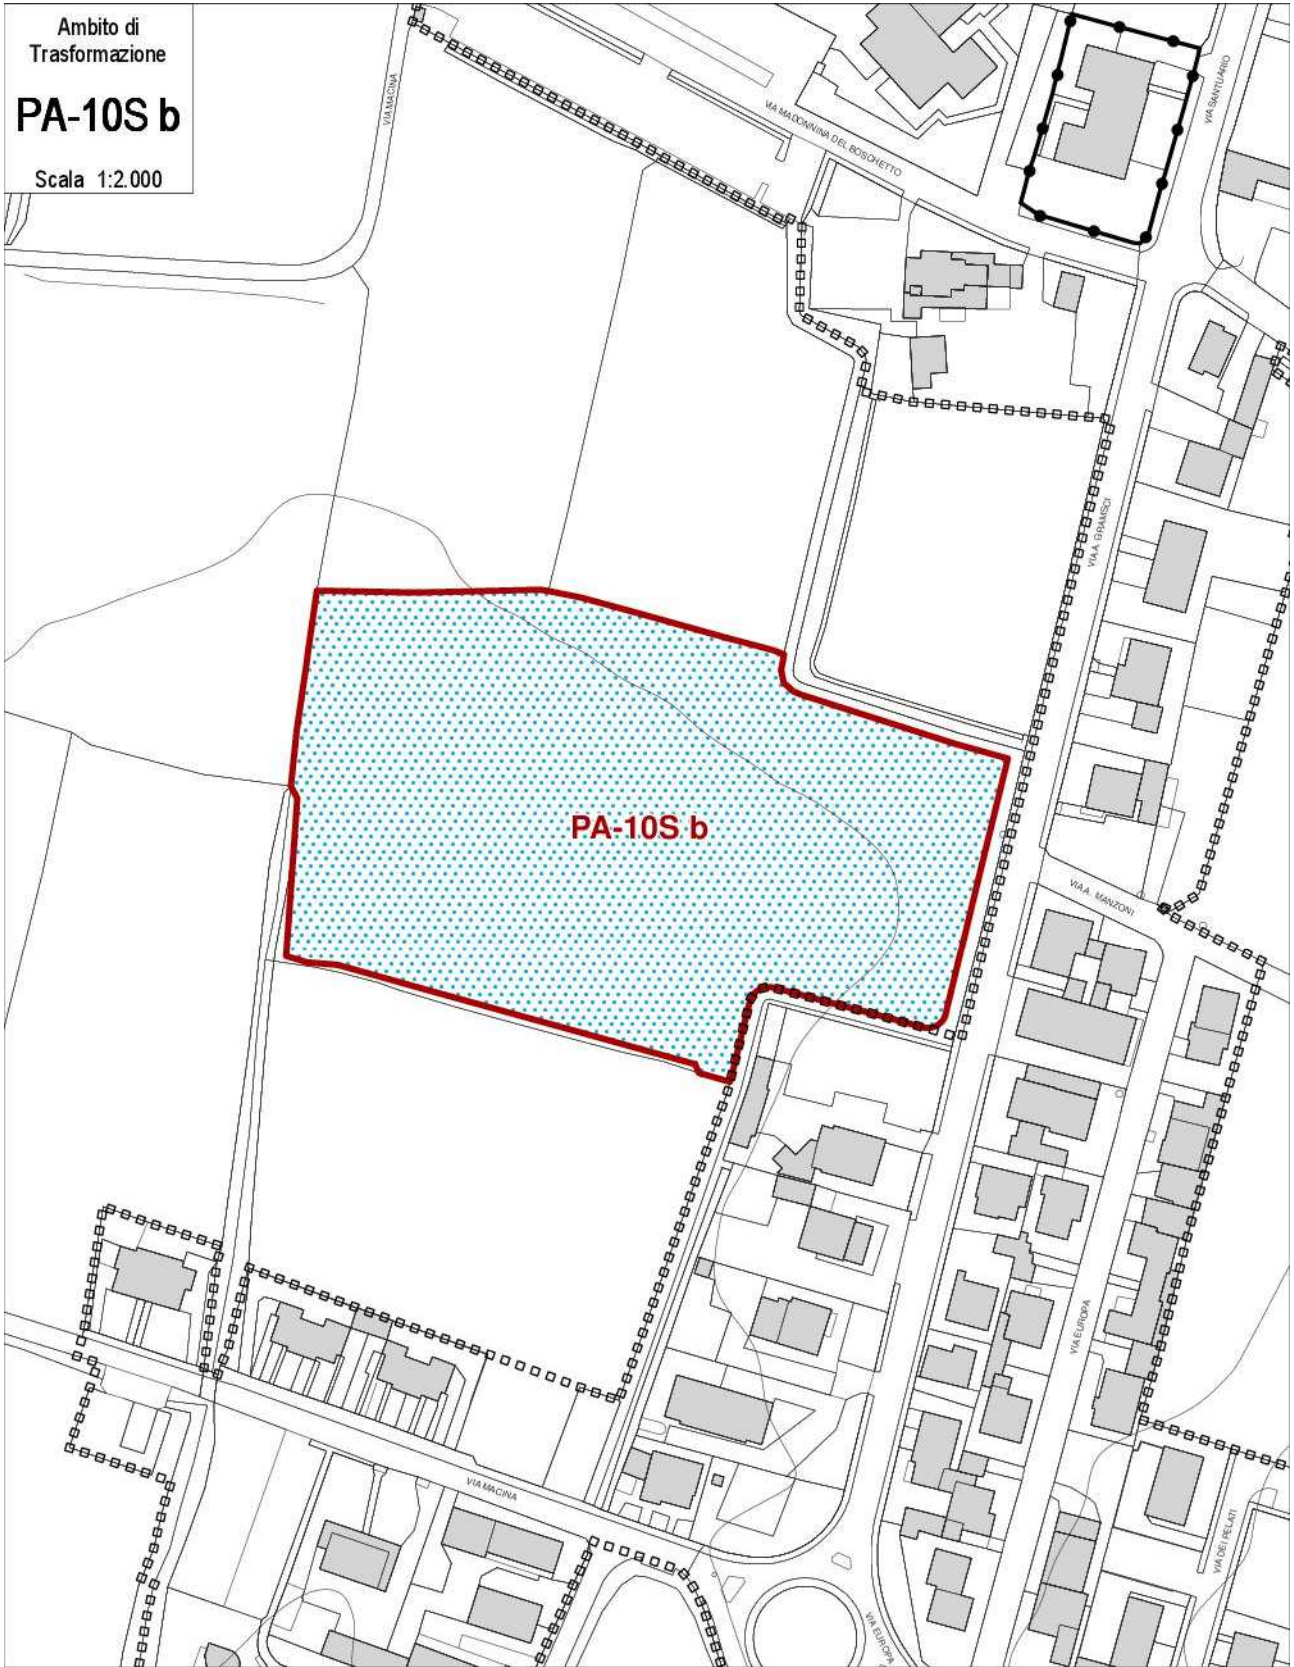 Ambito di
Trasformazione
PA-10S b
Scala 1:2.000
VIA MACINA
VIA MADONNINA DEL BOSCHETTO
VIA SANTUARIO
VIA A. GRAMSCI
PA-10S b
VIA A. MANZONI
VIA EUROPA
VIA MACINA
VIA DEI PELATI
VIA EUROPA